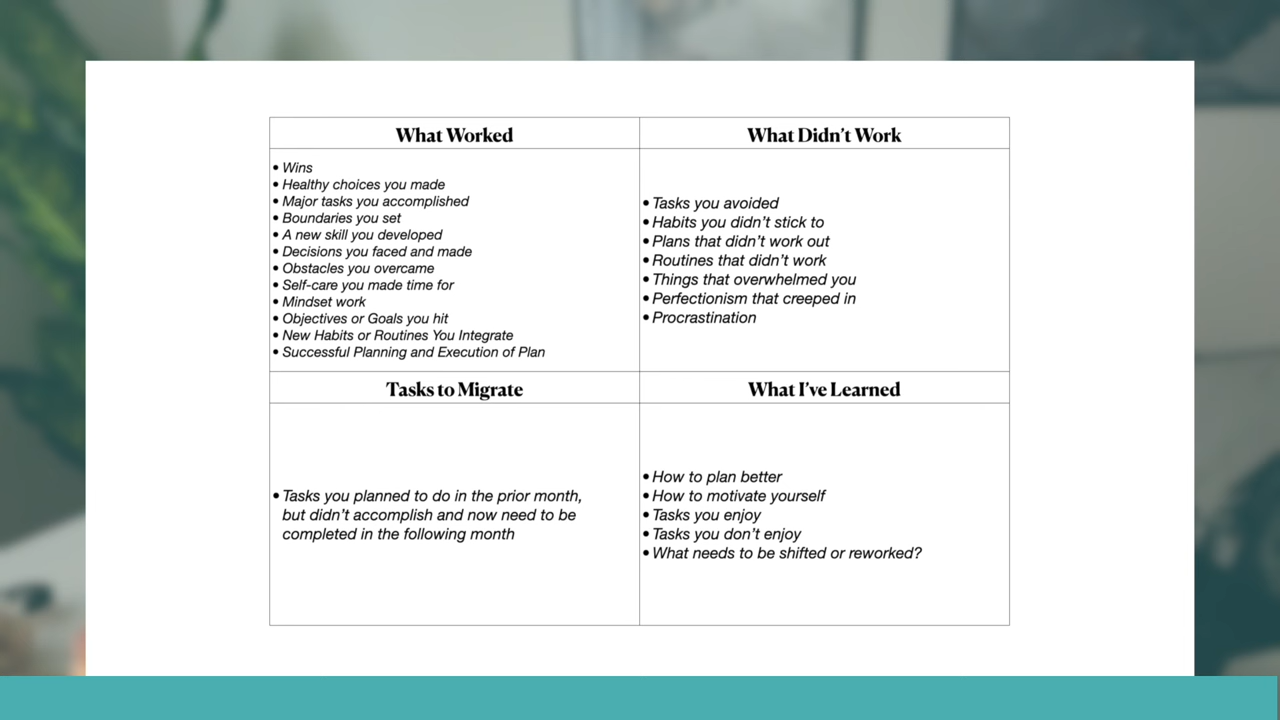 What Worked
• Wins
• Healthy choices you made
• Major tasks you accomplished
• Boundaries you set
• A new skill you developed
• Decisions you faced and made
• Obstacles you overcame
• Self-care you made time for
• Mindset work
• Objectives or Goals you hit
• New Habits or Routines You Integrate
• Successful Planning and Execution of Plan
What Didn't Work
• Tasks you avoided
• Habits you didn't stick to
• Plans that didn't work out
• Routines that didn't work
• Things that overwhelmed you
• Perfectionism that creeped in
• Procrastination
Tasks to Migrate
• Tasks you planned to do in the prior month,
but didn't accomplish and now need to be
completed in the following month
What I've Learned
• How to plan better
• How to motivate yourself
• Tasks you enjoy
• Tasks you don't enjoy
• What needs to be shifted or reworked?